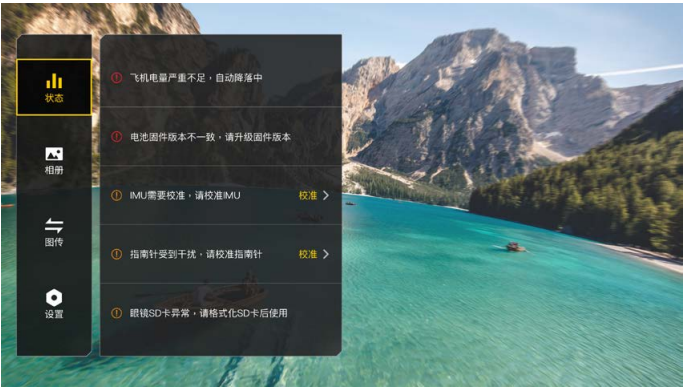 状态
相册
图传
设置
飞机电量严重不足，自动降落中
电池固件版本不一致，请升级固件版本
IMU需要校准，请校准IMU 校准
指南针受到干扰，请校准指南针 校准
眼镜SD卡异常，请格式化SD卡后使用